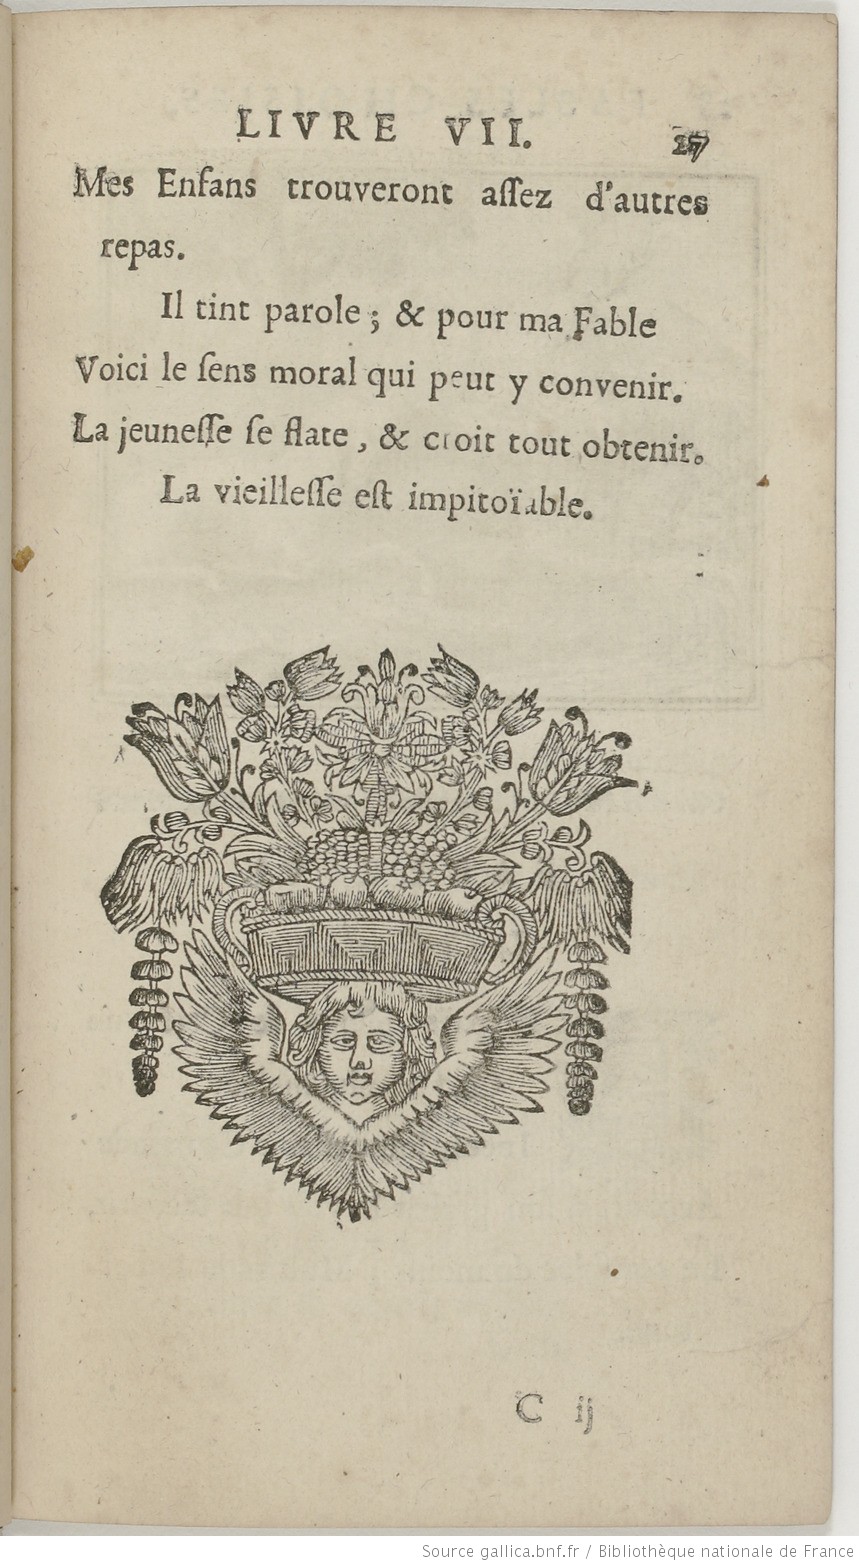 LIVRE VII. 27
Mes Enfans trouveront aſſez d'autres
repas.
Il tint parole ; & pour ma Fable
Voici le ſens moral qui peut y convenir.
La jeuneſſe ſe flate, & croit tout obtenir.
La vieilleſſe eſt impitoïable.
C ij
Source gallica.bnf.fr / Bibliothèque nationale de France